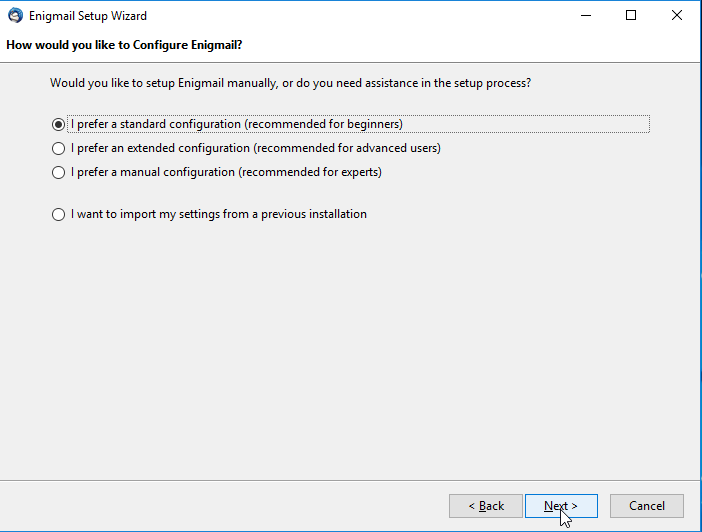 Enigmail Setup Wizard
How would you like to Configure Enigmail?
Would you like to setup Enigmail manually, or do you need assistance in the setup process?
I prefer a standard configuration (recommended for beginners)
I prefer an extended configuration (recommended for advanced users)
I prefer a manual configuration (recommended for experts)
I want to import my settings from a previous installation
< Back Next > Cancel